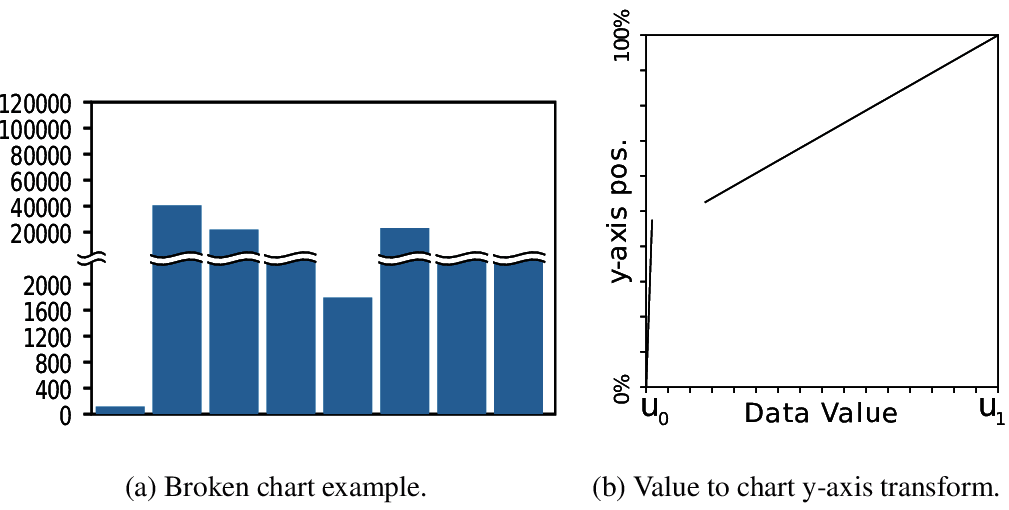 120000
100000
80000
60000
40000
20000
2000
1600
1200
800
400
0
(a) Broken chart example.
100%
y-axis pos.
0%
u0
Data Value
u1
(b) Value to chart y-axis transform.